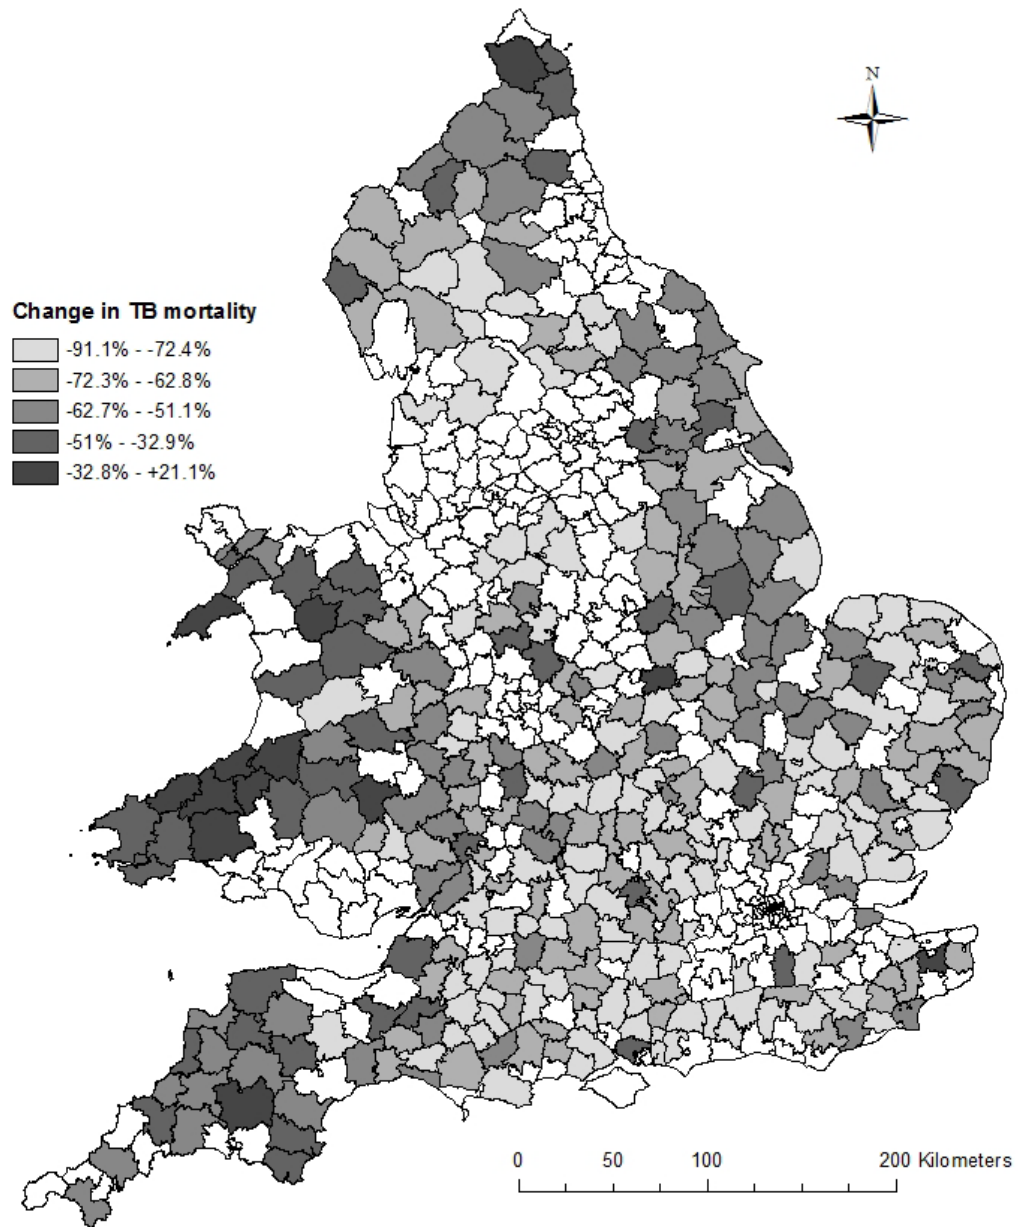 N
Change in TB mortality
-91.1% - -72.4%
-72.3% - -62.8%
-62.7% - -51.1%
-51% - -32.9%
-32.8% - +21.1%
0 50 100 200 Kilometers